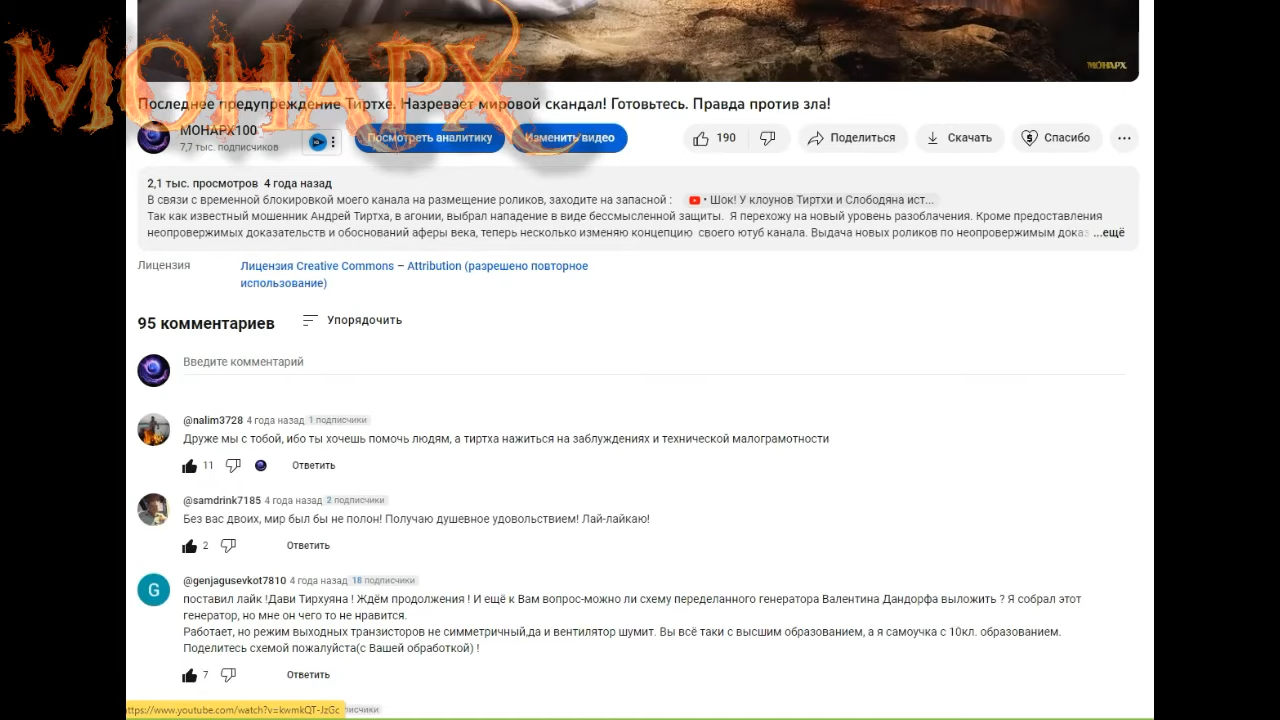 МОНАРХ
МОНАРХ
Последнее предупреждение Тиртхе. Назревает мировой скандал! Готовьтесь. Правда против зла!
МОНАРХ100
7,7 тыс. подписчиков
Посмотреть аналитику
Изменить видео
190
Поделиться
Скачать
Спасибо
2,1 тыс. просмотров 4 года назад
В связи с временной блокировкой моего канала на размещение роликов, заходите на запасной : • Шок! У клоунов Тиртхи и Слободяна ист...
Так как известный мошенник Андрей Тиртха, в агонии, выбрал нападение в виде бессмысленной защиты. Я перехожу на новый уровень разоблачения. Кроме предоставления
неопровержимых доказательств и обоснований аферы века, теперь несколько изменяю концепцию своего ютуб канала. Выдача новых роликов по неопровержимым доказ ...ещё
Лицензия
Лицензия Creative Commons – Attribution (разрешено повторное
использование)
95 комментариев
Упорядочить
Введите комментарий
@nalim3728 4 года назад 1 подписчики
Друже мы с тобой, ибо ты хочешь помочь людям, а тиртха нажиться на заблуждениях и технической малограмотности
11
Ответить
@samdrink7185 4 года назад 2 подписчики
Без вас двоих, мир был бы не полон! Получаю душевное удовольствием! Лай-лайкаю!
2
Ответить
G
@genjagusevkot7810 4 года назад 18 подписчики
поставил лайк !Дави Тирхуяна ! Ждём продолжения ! И ещё к Вам вопрос-можно ли схему переданного генератора Валентина Дандорфа выложить ? Я собрал этот
генератор, но мне он чего то не нравится.
Работает, но режим выходных транзисторов не симметричный,да и вентилятор шумит. Вы всё таки с высшим образованием, а я самоучка с 10кл. образованием.
Поделитесь схемой пожалуйста(с Вашей обработкой) !
7
Ответить
ttps://www.youtube.com/watch?v=kwmkQT-JzGc